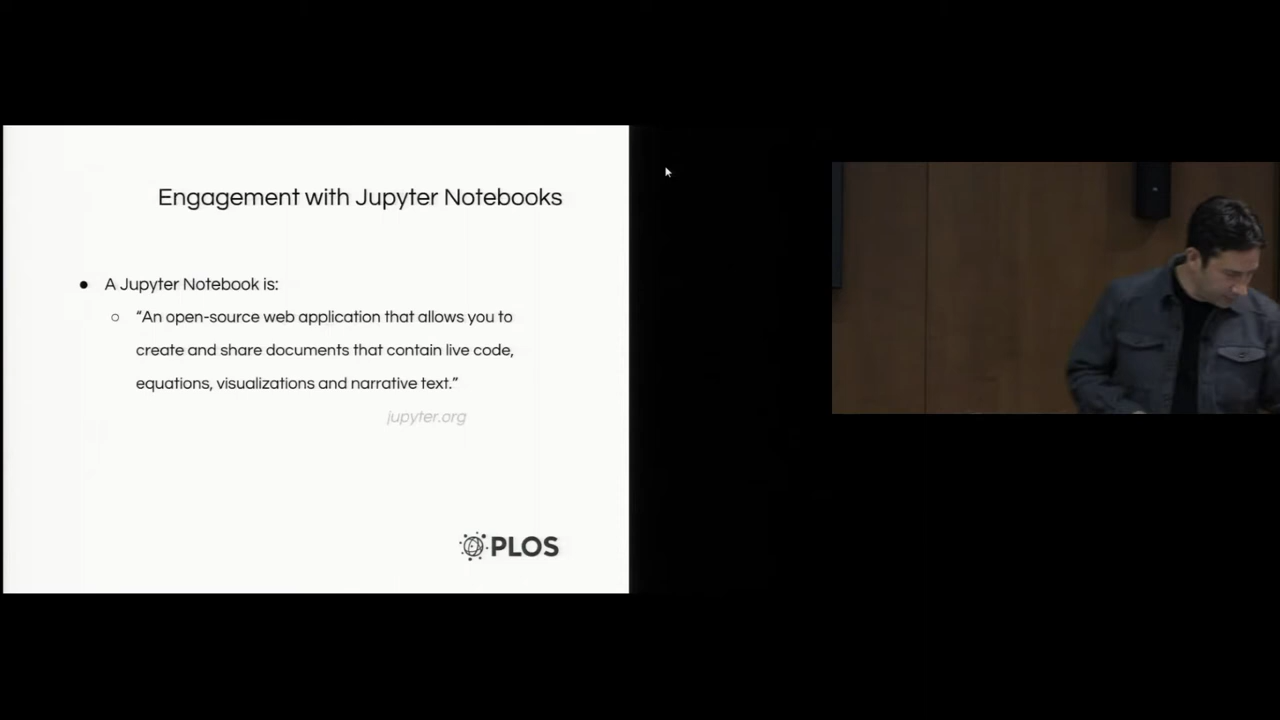 Engagement with Jupyter Notebooks
● A Jupyter Notebook is:
○ “An open-source web application that allows you to
create and share documents that contain live code,
equations, visualizations and narrative text.”
jupyter.org
PLOS